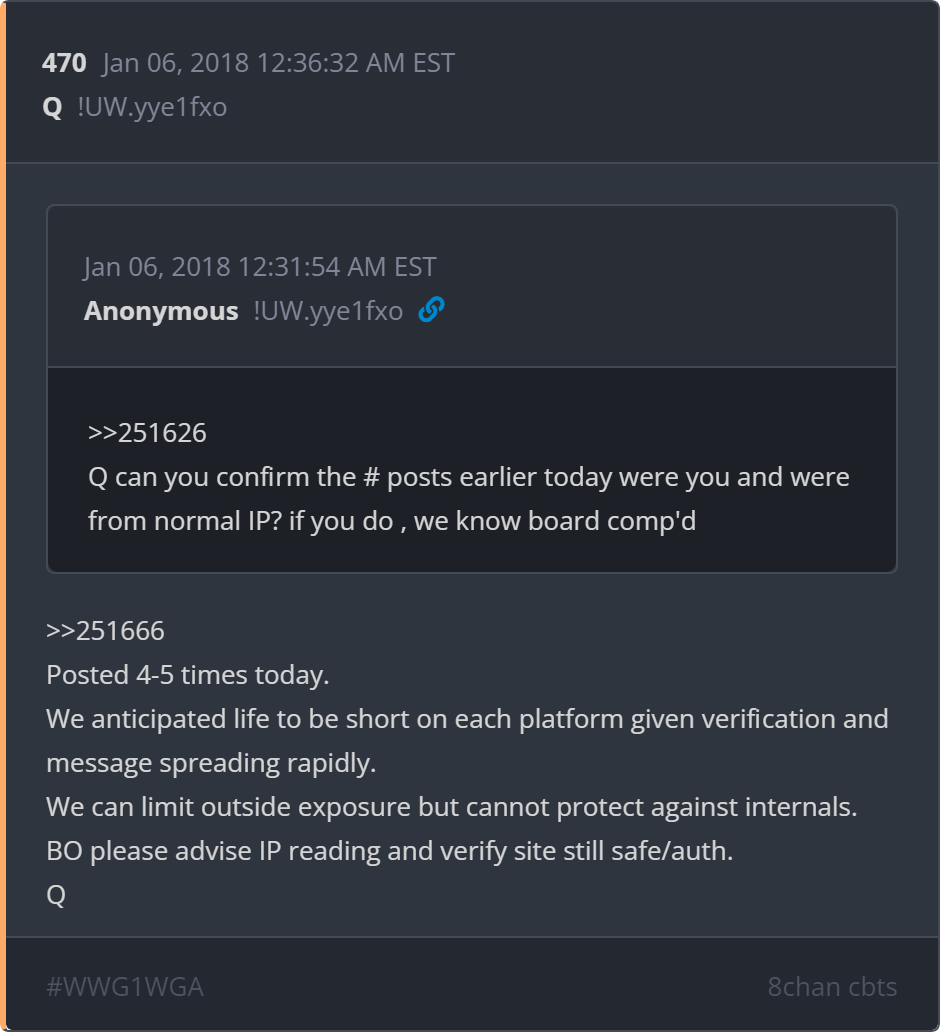 470 Jan 06, 2018 12:36:32 AM EST
Q !UW.yye1fxo
Jan 06, 2018 12:31:54 AM EST
Anonymous !UW.yye1fxo
>>251626
Q can you confirm the # posts earlier today were you and were
from normal IP? if you do , we know board comp'd
>>251666
Posted 4-5 times today.
We anticipated life to be short on each platform given verification and
message spreading rapidly.
We can limit outside exposure but cannot protect against internals.
BO please advise IP reading and verify site still safe/auth.
Q
#WWG1WGA 8chan cbts